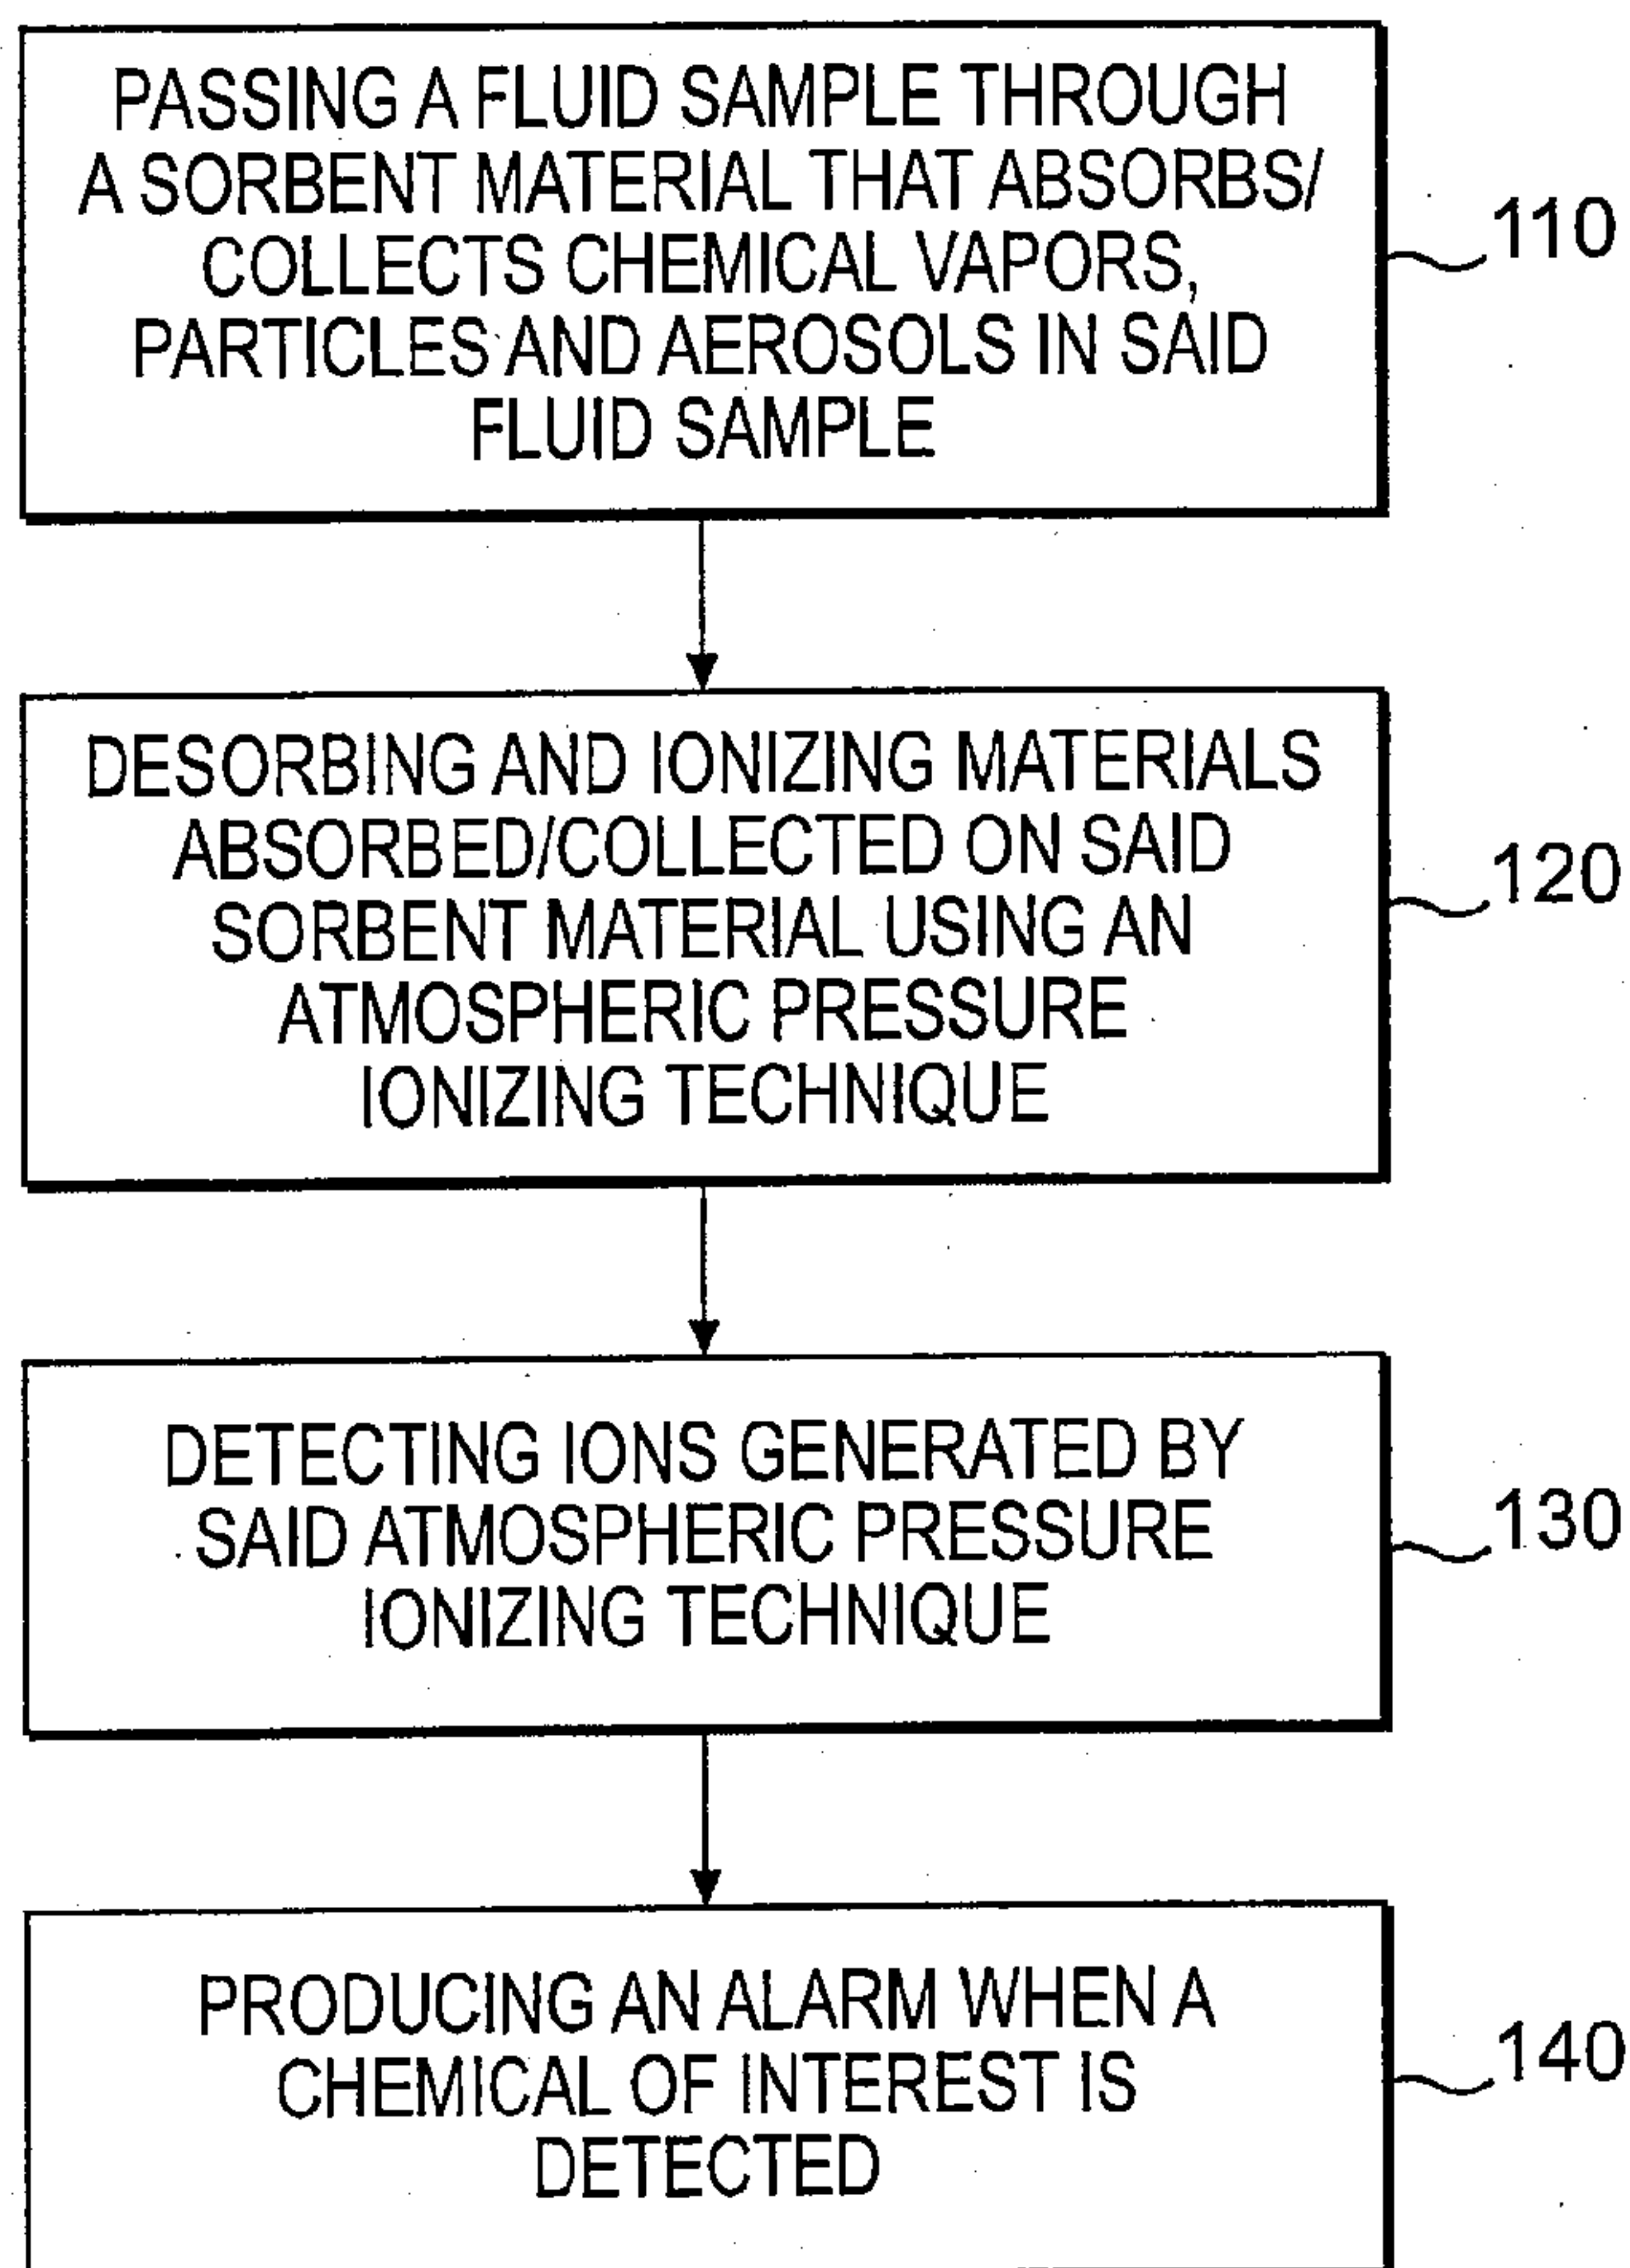 PASSING A FLUID SAMPLE THROUGH
A SORBENT MATERIAL THAT ABSORBS/
COLLECTS CHEMICAL VAPORS,
PARTICLES AND AEROSOLS IN SAID
FLUID SAMPLE
110
DESORBING AND IONIZING MATERIALS
ABSORBED/COLLECTED ON SAID
SORBENT MATERIAL USING AN
ATMOSPHERIC PRESSURE
IONIZING TECHNIQUE
120
DETECTING IONS GENERATED BY
SAID ATMOSPHERIC PRESSURE
IONIZING TECHNIQUE
130
PRODUCING AN ALARM WHEN A
CHEMICAL OF INTEREST IS
DETECTED
140